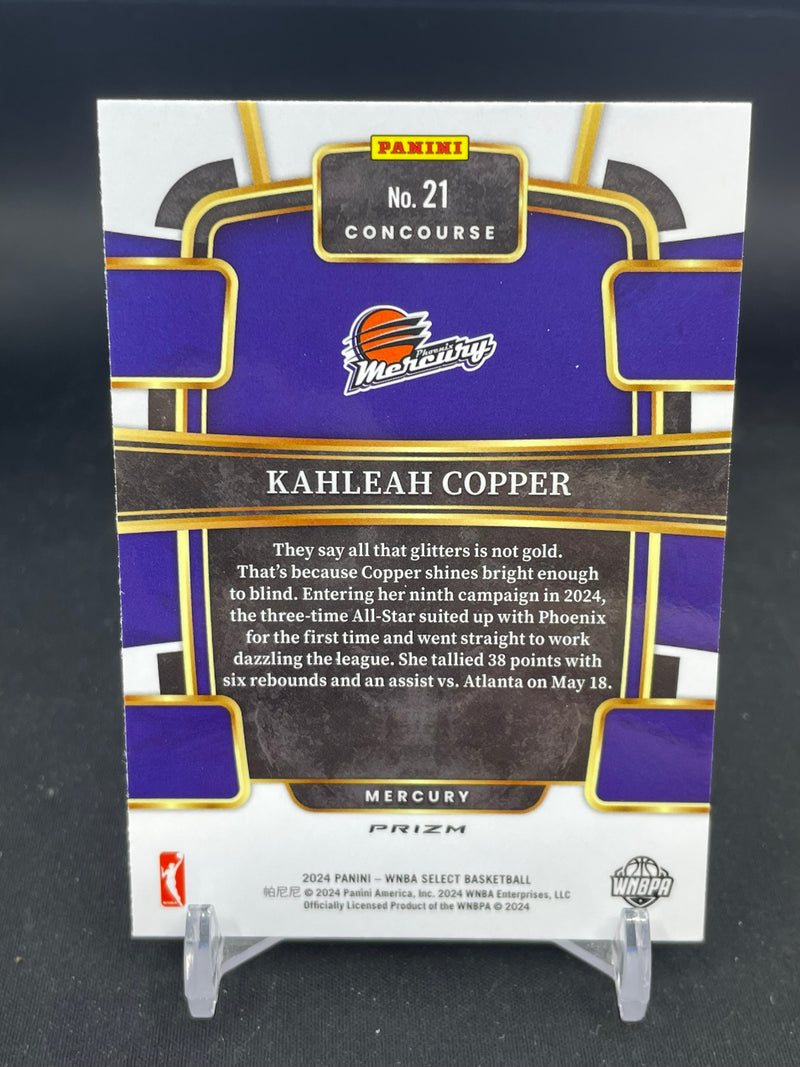 PANINI
No. 21
CONCOURSE
Phoenix
Mercury
KAHLEAH COPPER
They say all that glitters is not gold.
That's because Copper shines bright enough
to blind. Entering her ninth campaign in 2024,
the three-time All-Star suited up with Phoenix
for the first time and went straight to work
dazzling the league. She tallied 38 points with
six rebounds and an assist vs. Atlanta on May 18.
MERCURY
PRIZM
2024 PANINI – WNBA SELECT BASKETBALL
帕尼尼 © 2024 Panini America, Inc. 2024 WNBA Enterprises, LLC
Officially Licensed Product of the WNBPA © 2024
WNBPA